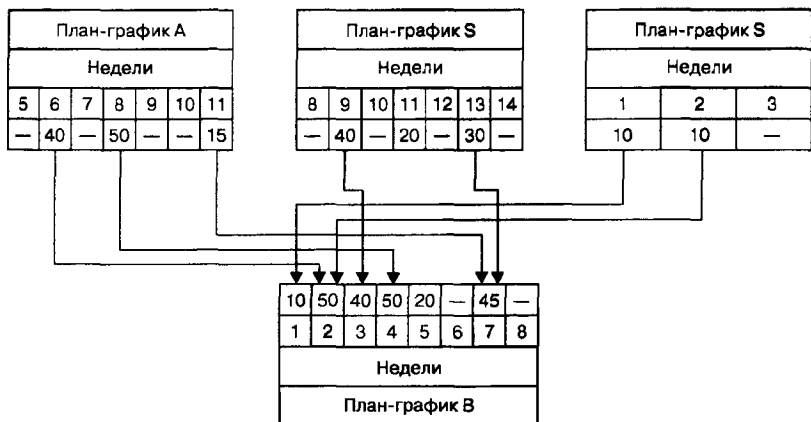 План-график А
Недели
5 6 7 8 9 10 11
— 40 — 50 — — 15
План-график S
Недели
8 9 10 11 12 13 14
— 40 — 20 — 30 —
План-график S
Недели
1 2 3
10 10 —
10 50 40 50 20 — 45 —
1 2 3 4 5 6 7 8
Недели
План-график В